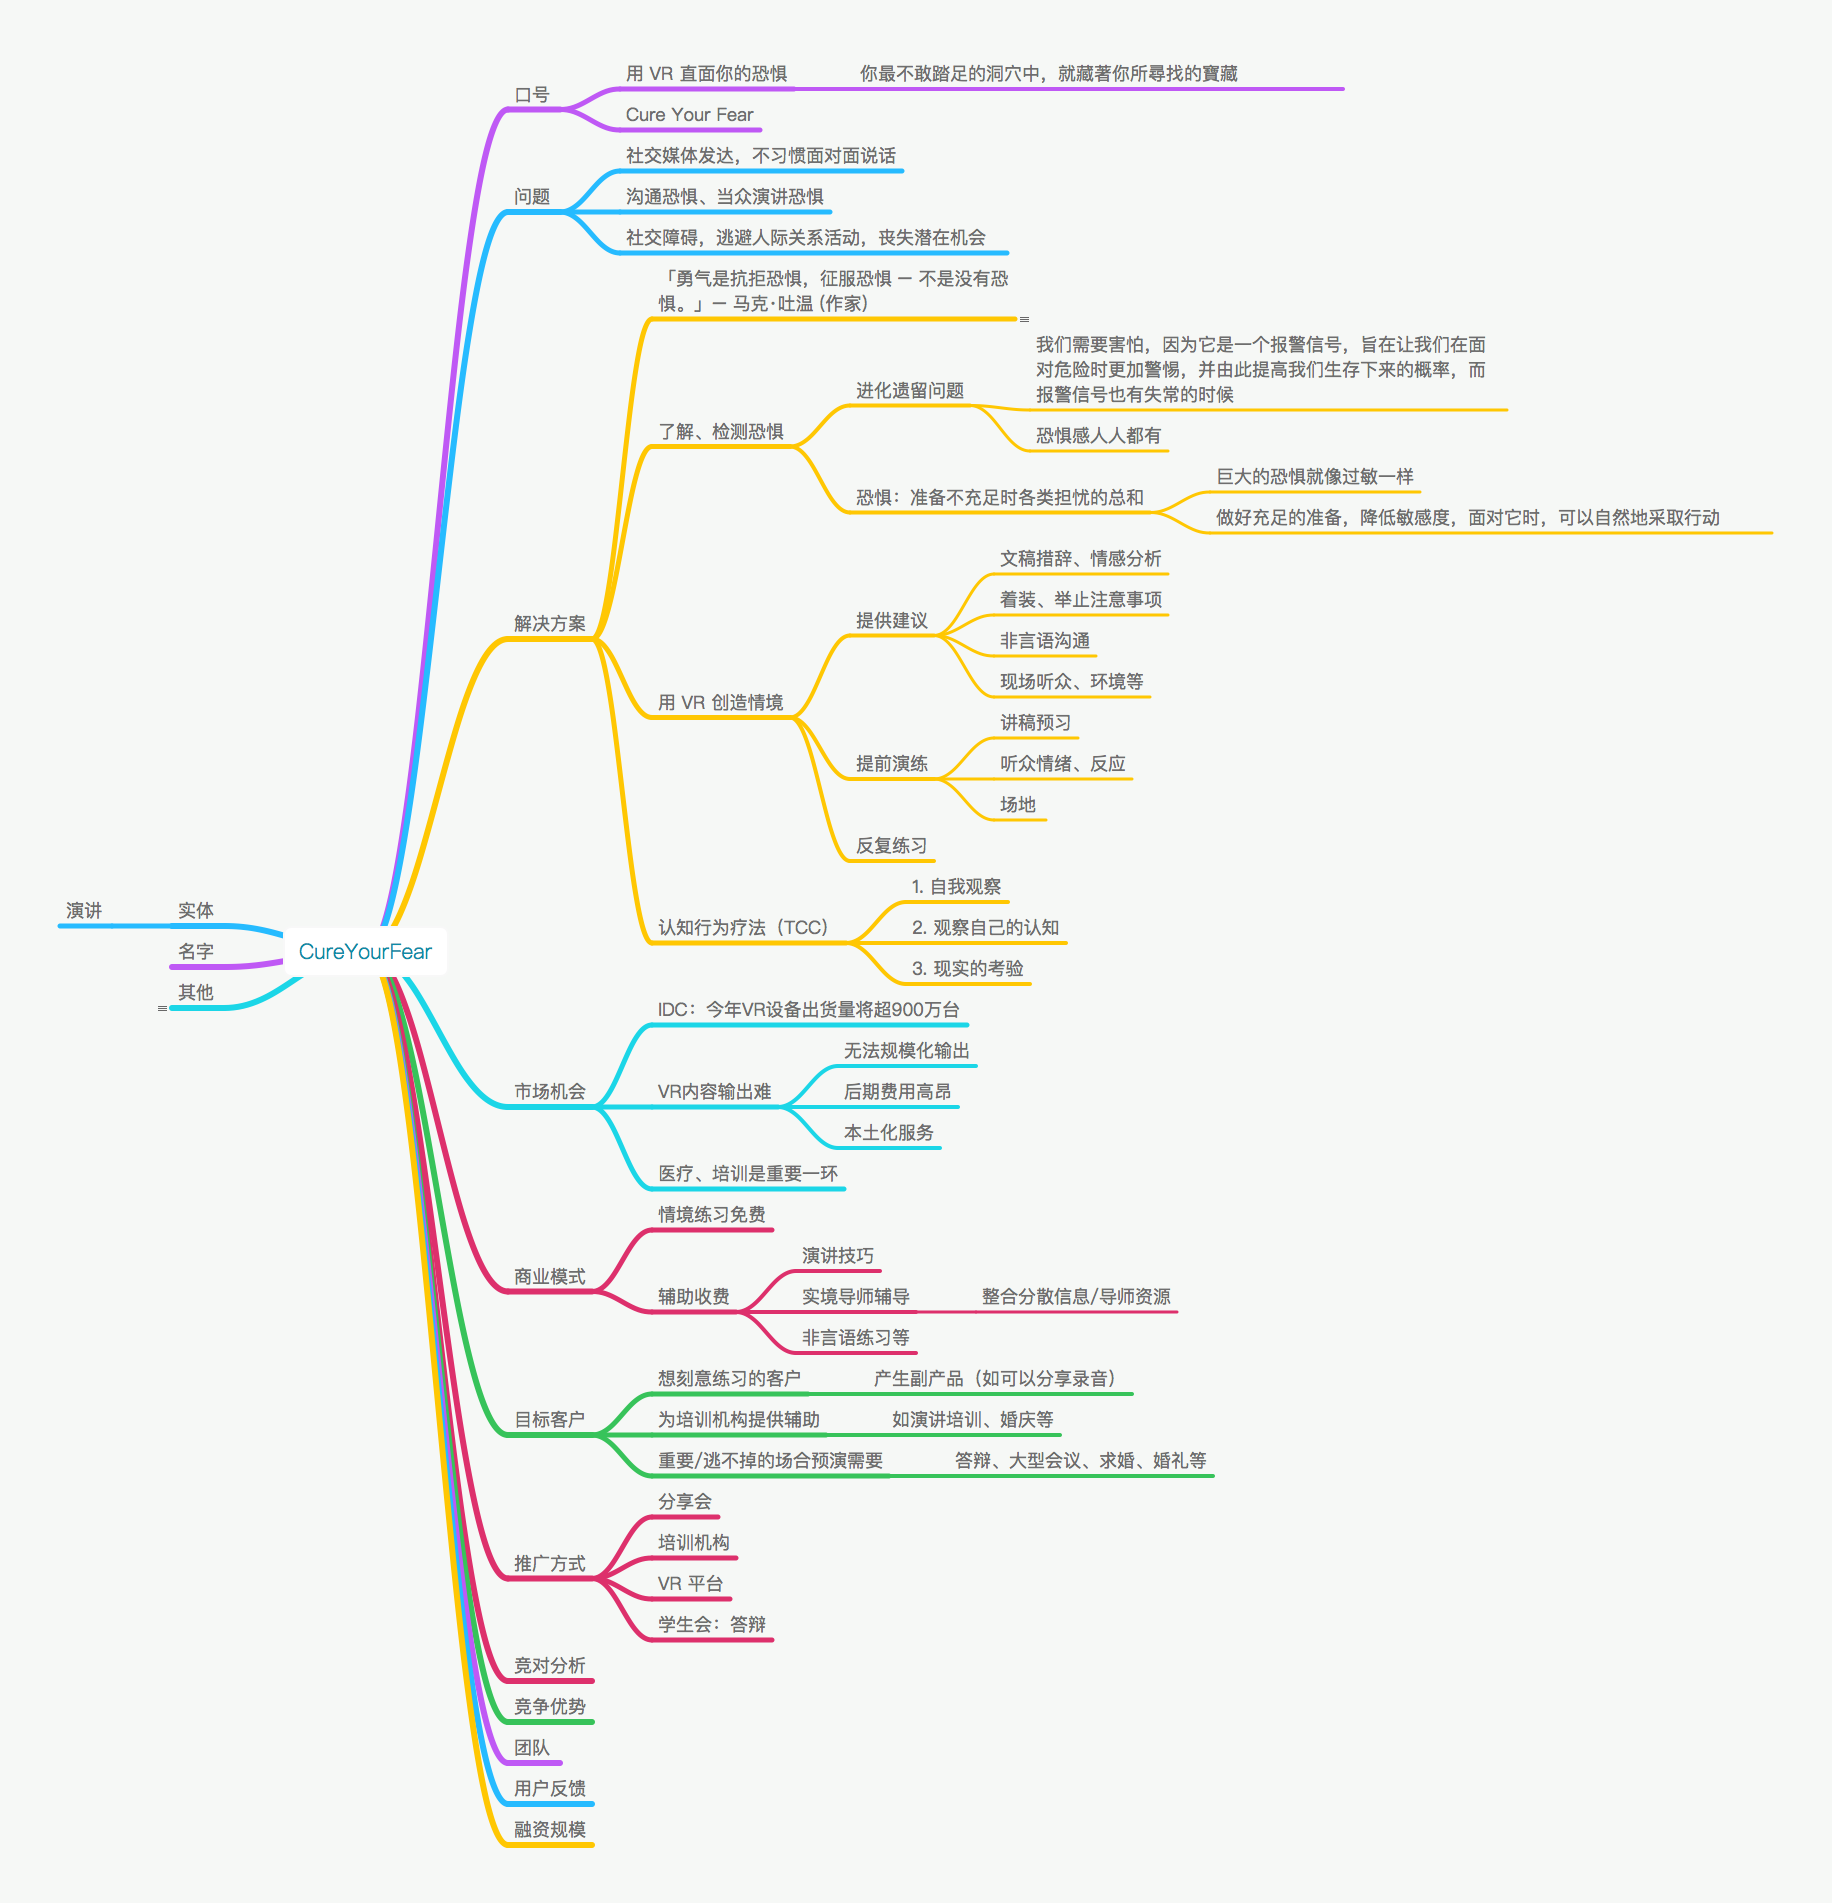 口号
用 VR 直面你的恐惧
你最不敢踏足的洞穴中，就藏著你所尋找的寶藏
Cure Your Fear
问题
社交媒体发达，不习惯面对面说话
沟通恐惧、当众演讲恐惧
社交障碍，逃避人际关系活动，丧失潜在机会
解决方案
「勇气是抗拒恐惧，征服恐惧 — 不是没有恐
惧。」— 马克·吐温 (作家)
了解、检测恐惧
进化遗留问题
我们需要害怕，因为它是一个报警信号，旨在让我们在面
对危险时更加警惕，并由此提高我们生存下来的概率，而
报警信号也有失常的时候
恐惧感人人都有
恐惧：准备不充足时各类担忧的总和
巨大的恐惧就像过敏一样
做好充足的准备，降低敏感度，面对它时，可以自然地采取行动
用 VR 创造情境
提供建议
文稿措辞、情感分析
着装、举止注意事项
非言语沟通
现场听众、环境等
提前演练
讲稿预习
听众情绪、反应
场地
反复练习
认知行为疗法（TCC）
1. 自我观察
2. 观察自己的认知
3. 现实的考验
演讲
实体
名字
其他
CureYourFear
市场机会
IDC：今年VR设备出货量将超900万台
VR内容输出难
无法规模化输出
后期费用高昂
本土化服务
医疗、培训是重要一环
商业模式
情境练习免费
辅助收费
演讲技巧
实境导师辅导
整合分散信息/导师资源
非言语练习等
目标客户
想刻意练习的客户
产生副产品（如可以分享录音）
为培训机构提供辅助
如演讲培训、婚庆等
重要/逃不掉的场合预演需要
答辩、大型会议、求婚、婚礼等
推广方式
分享会
培训机构
VR 平台
学生会：答辩
竞对分析
竞争优势
团队
用户反馈
融资规模